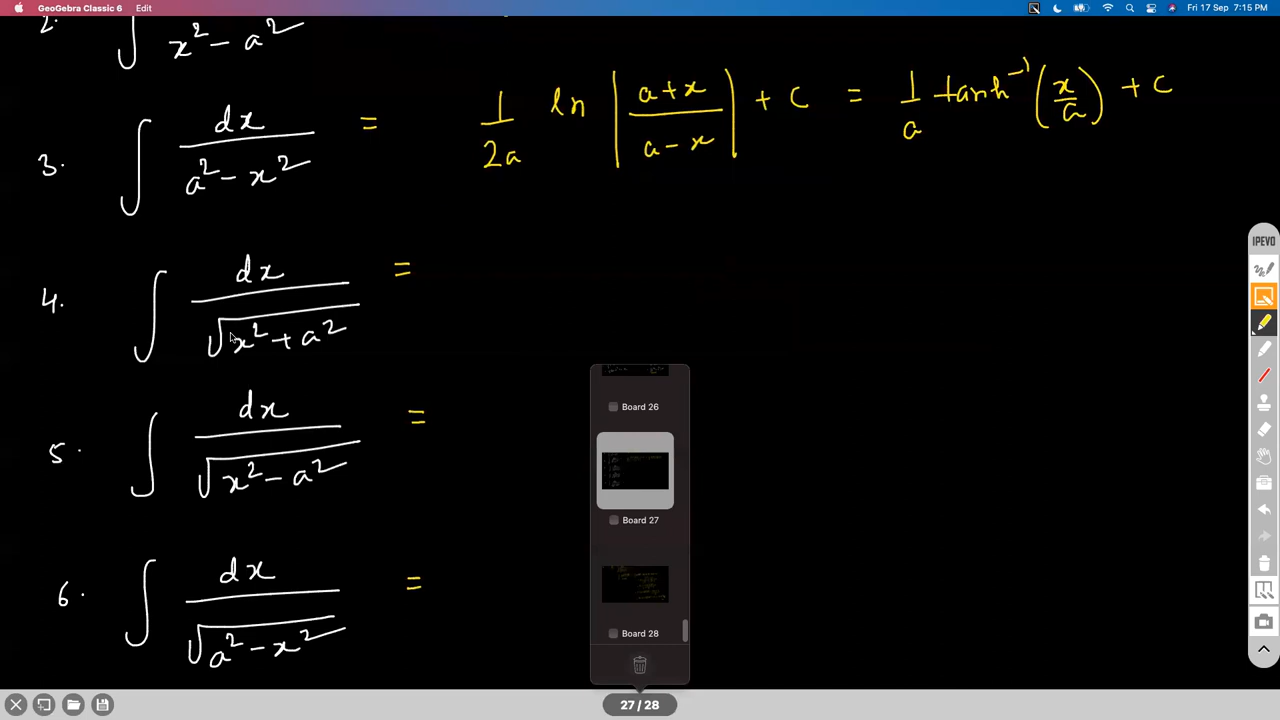 GeoGebra Classic 6 Edit Fri 17 Sep 7:15 PM
2. ∫ x² − a²
3. ∫ dx / (a² − x²) = 1/2a ln |a+x / a−x| + c = 1/a tanh⁻¹ (x/a) + c
4. ∫ dx / √(x² + a²) =
5. ∫ dx / √(x² − a²) =
6. ∫ dx / √(a² − x²) =
IPEVO
Board 26
Board 27
Board 28
27 / 28